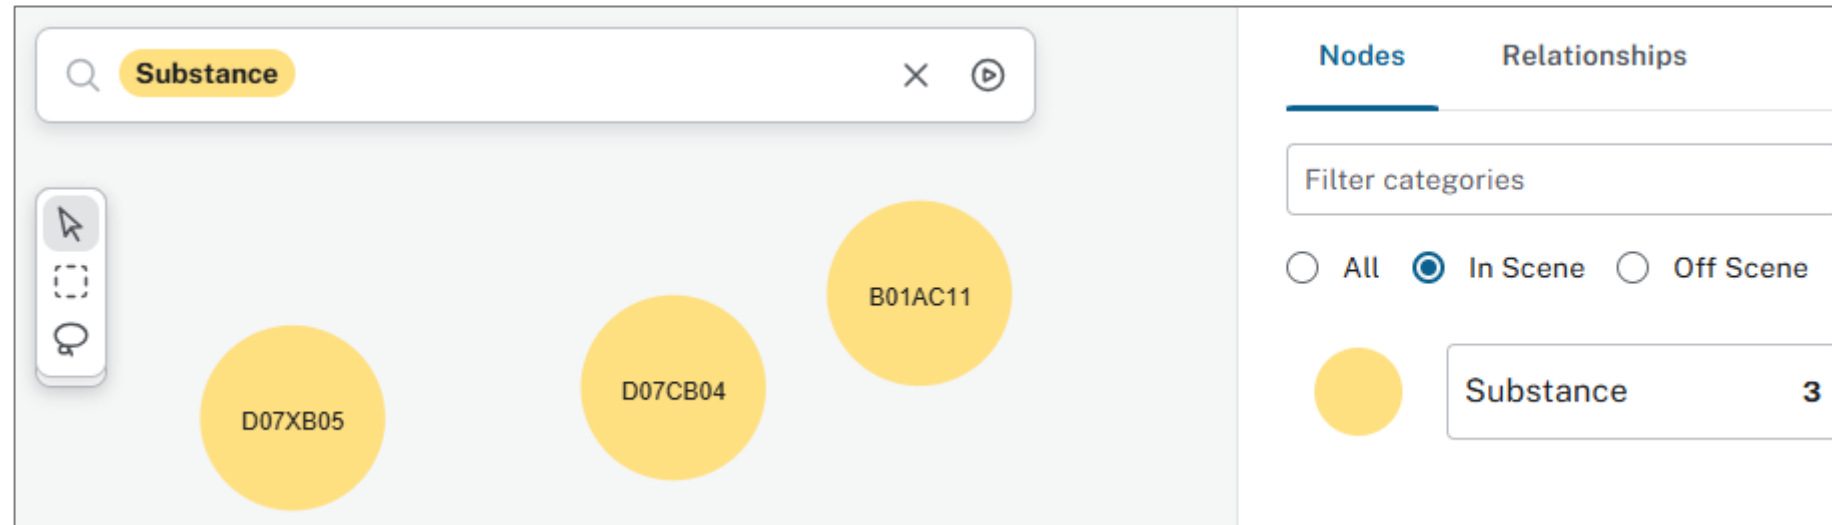 Substance
D07XB05
D07CB04
B01AC11
Nodes Relationships
Filter categories
All In Scene Off Scene
Substance 3